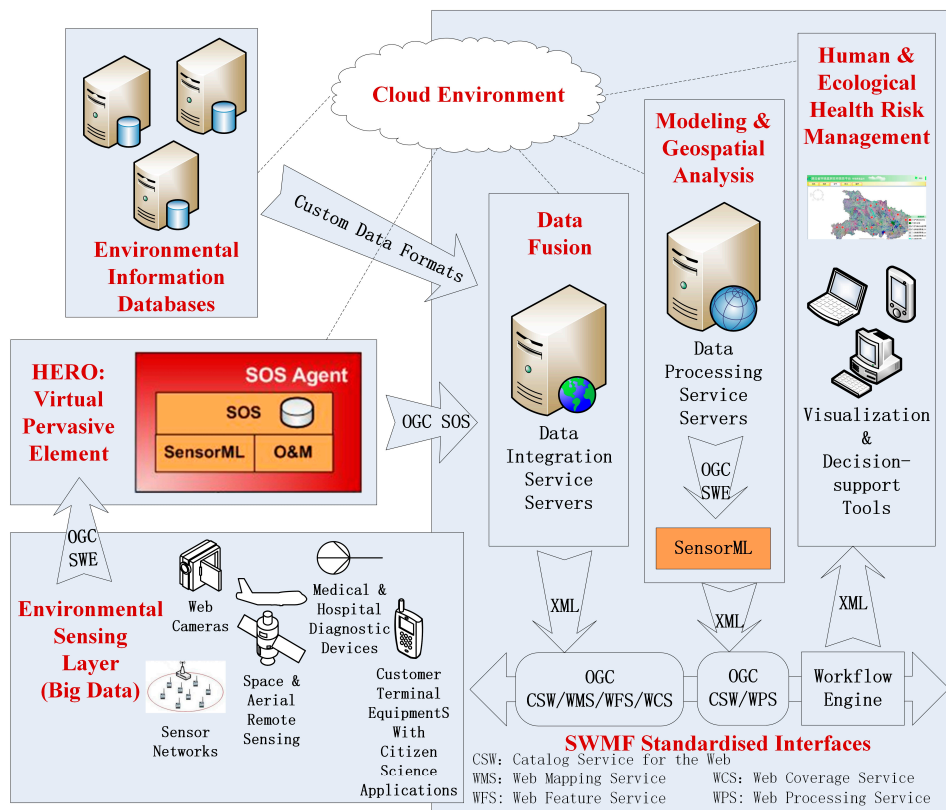 Cloud Environment
Environmental
Information
Databases
Custom Data Formats
Human &
Ecological
Health Risk
Management
Modeling &
Geospatial
Analysis
Data
Fusion
Data
Processing
Service
Servers
Data
Integration
Service
Servers
Visualization
&
Decision-
support
Tools
HERO:
Virtual
Pervasive
Element
SOS Agent
SOS
SensorML
O&M
OGC SOS
OGC
SWE
OGC
SWE
SensorML
XML
XML
XML
Environmental
Sensing
Layer
(Big Data)
Web
Cameras
Medical &
Hospital
Diagnostic
Devices
Sensor
Networks
Space &
Aerial
Remote
Sensing
Customer
Terminal
EquipmentS
With
Citizen
Science
Applications
OGC
CSW/WMS/WFS/WCS
OGC
CSW/WPS
Workflow
Engine
SWMF Standardised Interfaces
CSW: Catalog Service for the Web
WMS: Web Mapping Service
WCS: Web Coverage Service
WFS: Web Feature Service
WPS: Web Processing Service